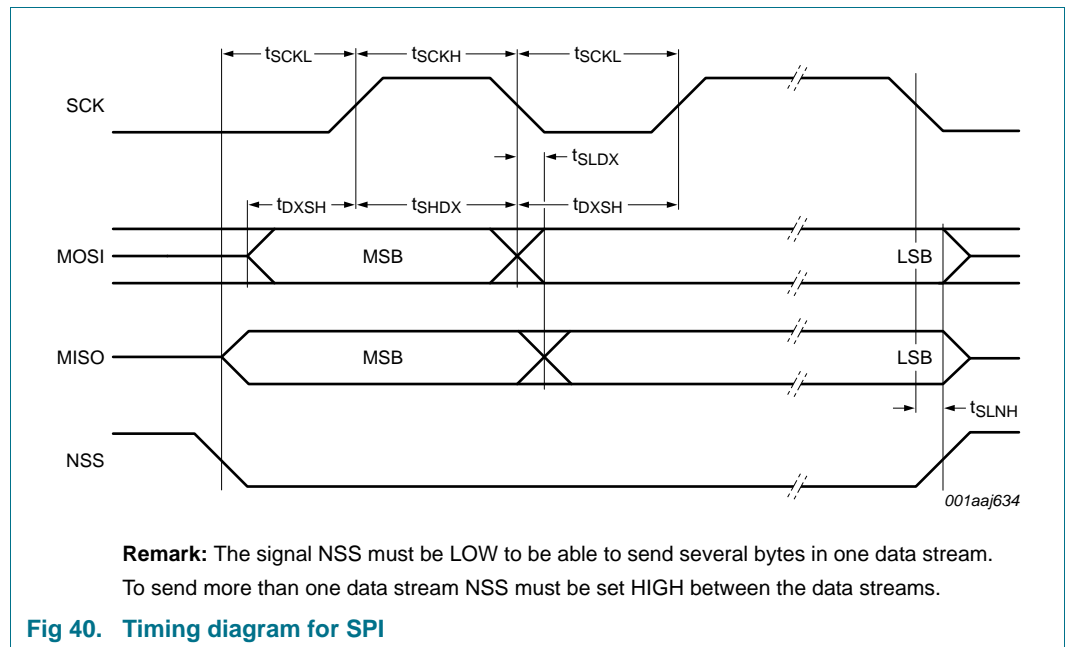 tSCKL tSCKH tSCKL
SCK
tSLDX
tDXSH tSHDX tDXSH
MOSI MSB LSB
MISO MSB LSB
tSLNH
NSS
001aaj634
Remark: The signal NSS must be LOW to be able to send several bytes in one data stream.
To send more than one data stream NSS must be set HIGH between the data streams.
Fig 40. Timing diagram for SPI